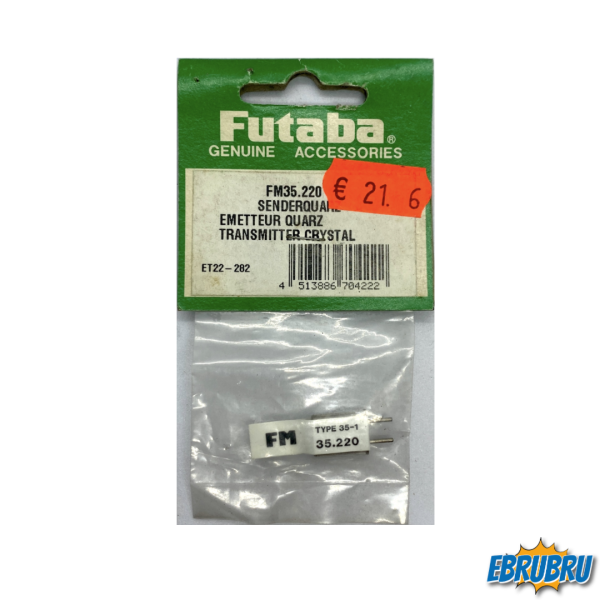 Futaba®
GENUINE ACCESSORIES
FM35.220
€ 21. 6
SENDERQUARZ
EMETTEUR QUARZ
TRANSMITTER CRYSTAL
ET22-282
4 513886 704222
FM
TYPE 35-1
35.220
EBRUBRU